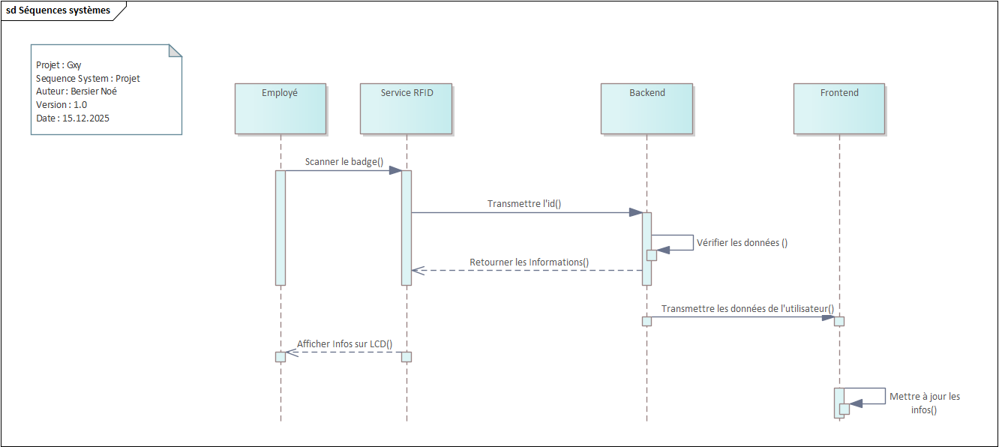 sd Séquences systèmes
Projet : Gxy
Sequence System : Projet
Auteur : Bersier Noé
Version : 1.0
Date : 15.12.2025
Employé
Service RFID
Backend
Frontend
Scanner le badge()
Transmettre l'id()
Vérifier les données ()
Retourner les Informations()
Transmettre les données de l'utilisateur()
Afficher Infos sur LCD()
Mettre à jour les
infos()